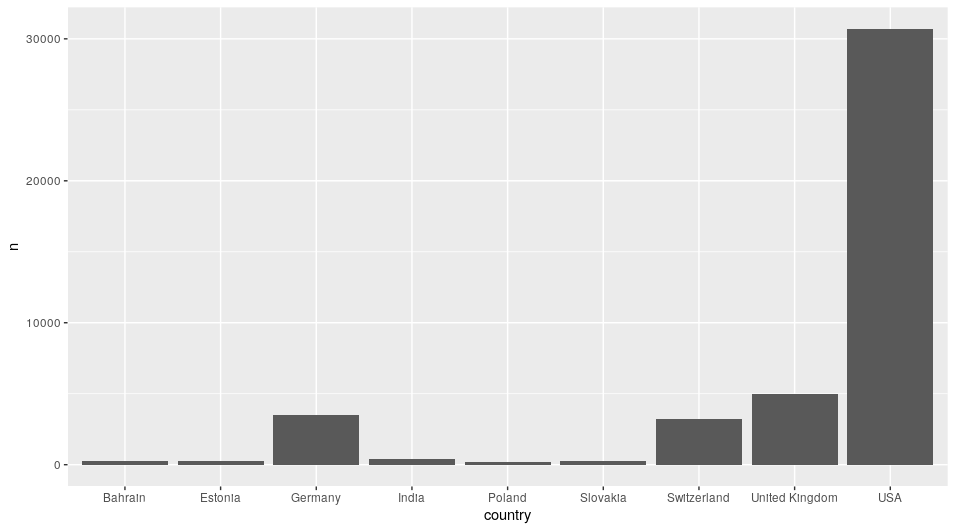 n
30000
20000
10000
0
Bahrain Estonia Germany India Poland Slovakia Switzerland United Kingdom USA
country